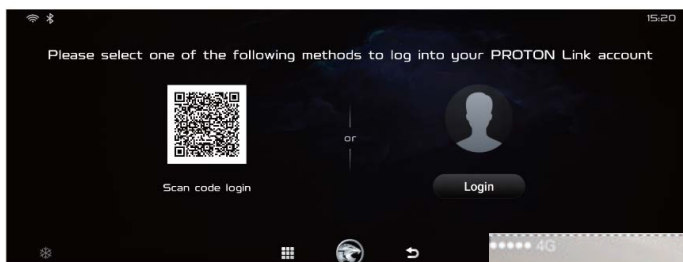 15:20
Please select one of the following methods to log into your PROTON Link account
or
Scan code login
Login
4G